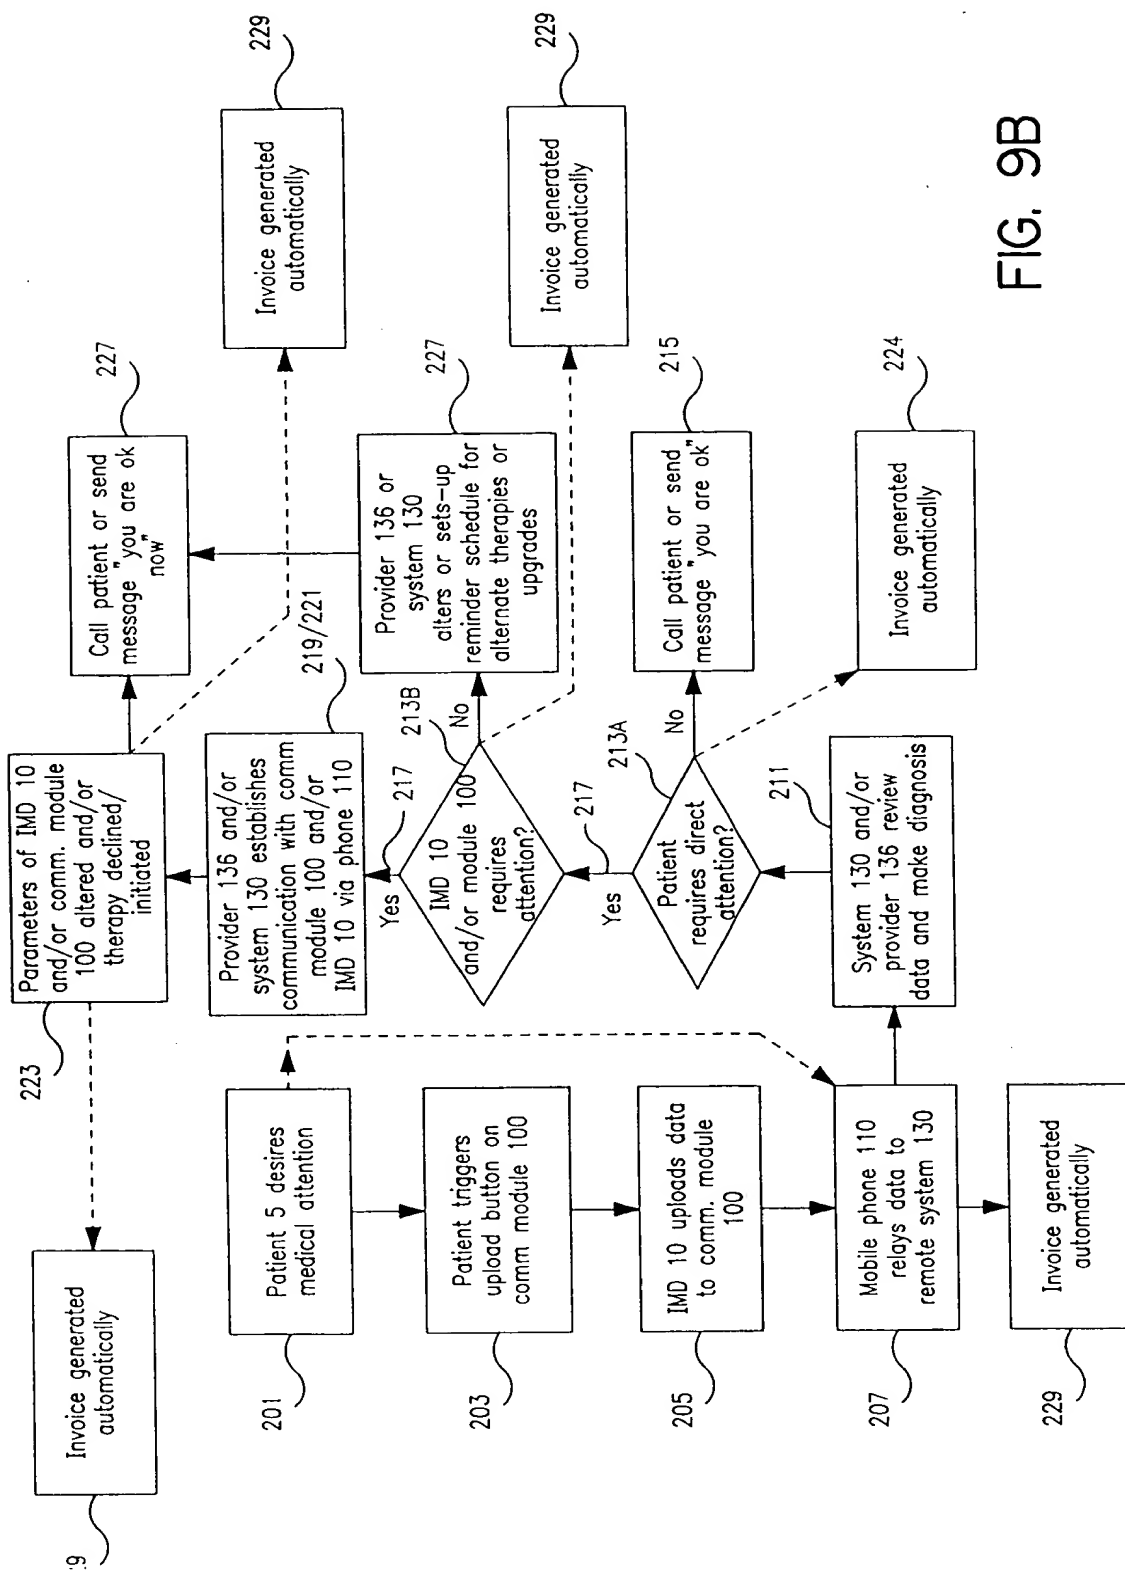 Invoice generated
automatically
29
Parameters of IMD 10
and/or comm. module
100 altered and/or
therapy declined/
initiated
223
Call patient or send
message "you are ok
now"
227
Invoice generated
automatically
229
Patient 5 desires
medical attention
201
Provider 136 and/or
system 130 establishes
communication with comm
module 100 and/or
IMD 10 via phone 110
219/221
Yes
217
Patient triggers
upload button on
comm module 100
203
IMD 10
and/or module 100
requires
attention?
213B
No
Provider 136 or
system 130
alters or sets-up
reminder schedule for
alternate therapies or
upgrades
227
Invoice generated
automatically
229
Yes
217
IMD 10 uploads data
to comm. module
100
205
Patient
requires direct
attention?
213A
No
Call patient or send
message "you are ok"
215
Mobile phone 110
relays data to
remote system 130
207
System 130 and/or
provider 136 review
data and make diagnosis
211
Invoice generated
automatically
224
Invoice generated
automatically
229
FIG. 9B